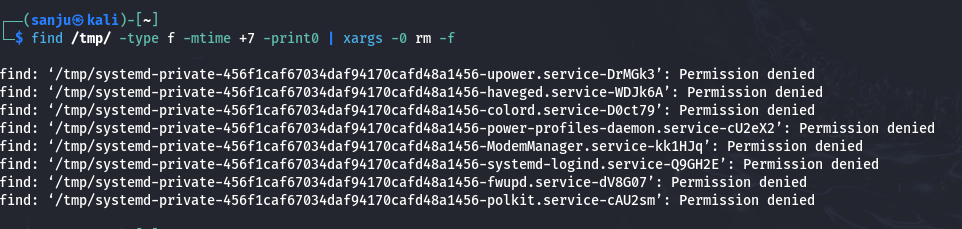 (sanju㉿kali)-[~]
$ find /tmp/ -type f -mtime +7 -print0 | xargs -0 rm -f
find: ‘/tmp/systemd-private-456f1caf67034daf94170cafd48a1456-upower.service-DrMGk3’: Permission denied
find: ‘/tmp/systemd-private-456f1caf67034daf94170cafd48a1456-haveged.service-WDJk6A’: Permission denied
find: ‘/tmp/systemd-private-456f1caf67034daf94170cafd48a1456-colord.service-D0ct79’: Permission denied
find: ‘/tmp/systemd-private-456f1caf67034daf94170cafd48a1456-power-profiles-daemon.service-cU2eX2’: Permission denied
find: ‘/tmp/systemd-private-456f1caf67034daf94170cafd48a1456-ModemManager.service-kk1HJq’: Permission denied
find: ‘/tmp/systemd-private-456f1caf67034daf94170cafd48a1456-systemd-logind.service-Q9GH2E’: Permission denied
find: ‘/tmp/systemd-private-456f1caf67034daf94170cafd48a1456-fwupd.service-dV8G07’: Permission denied
find: ‘/tmp/systemd-private-456f1caf67034daf94170cafd48a1456-polkit.service-cAU2sm’: Permission denied